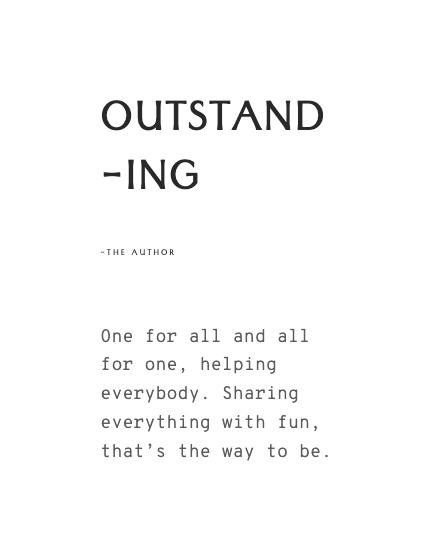 OUTSTAND
-ING
-THE AUTHOR
One for all and all
for one, helping
everybody. Sharing
everything with fun,
that’s the way to be.